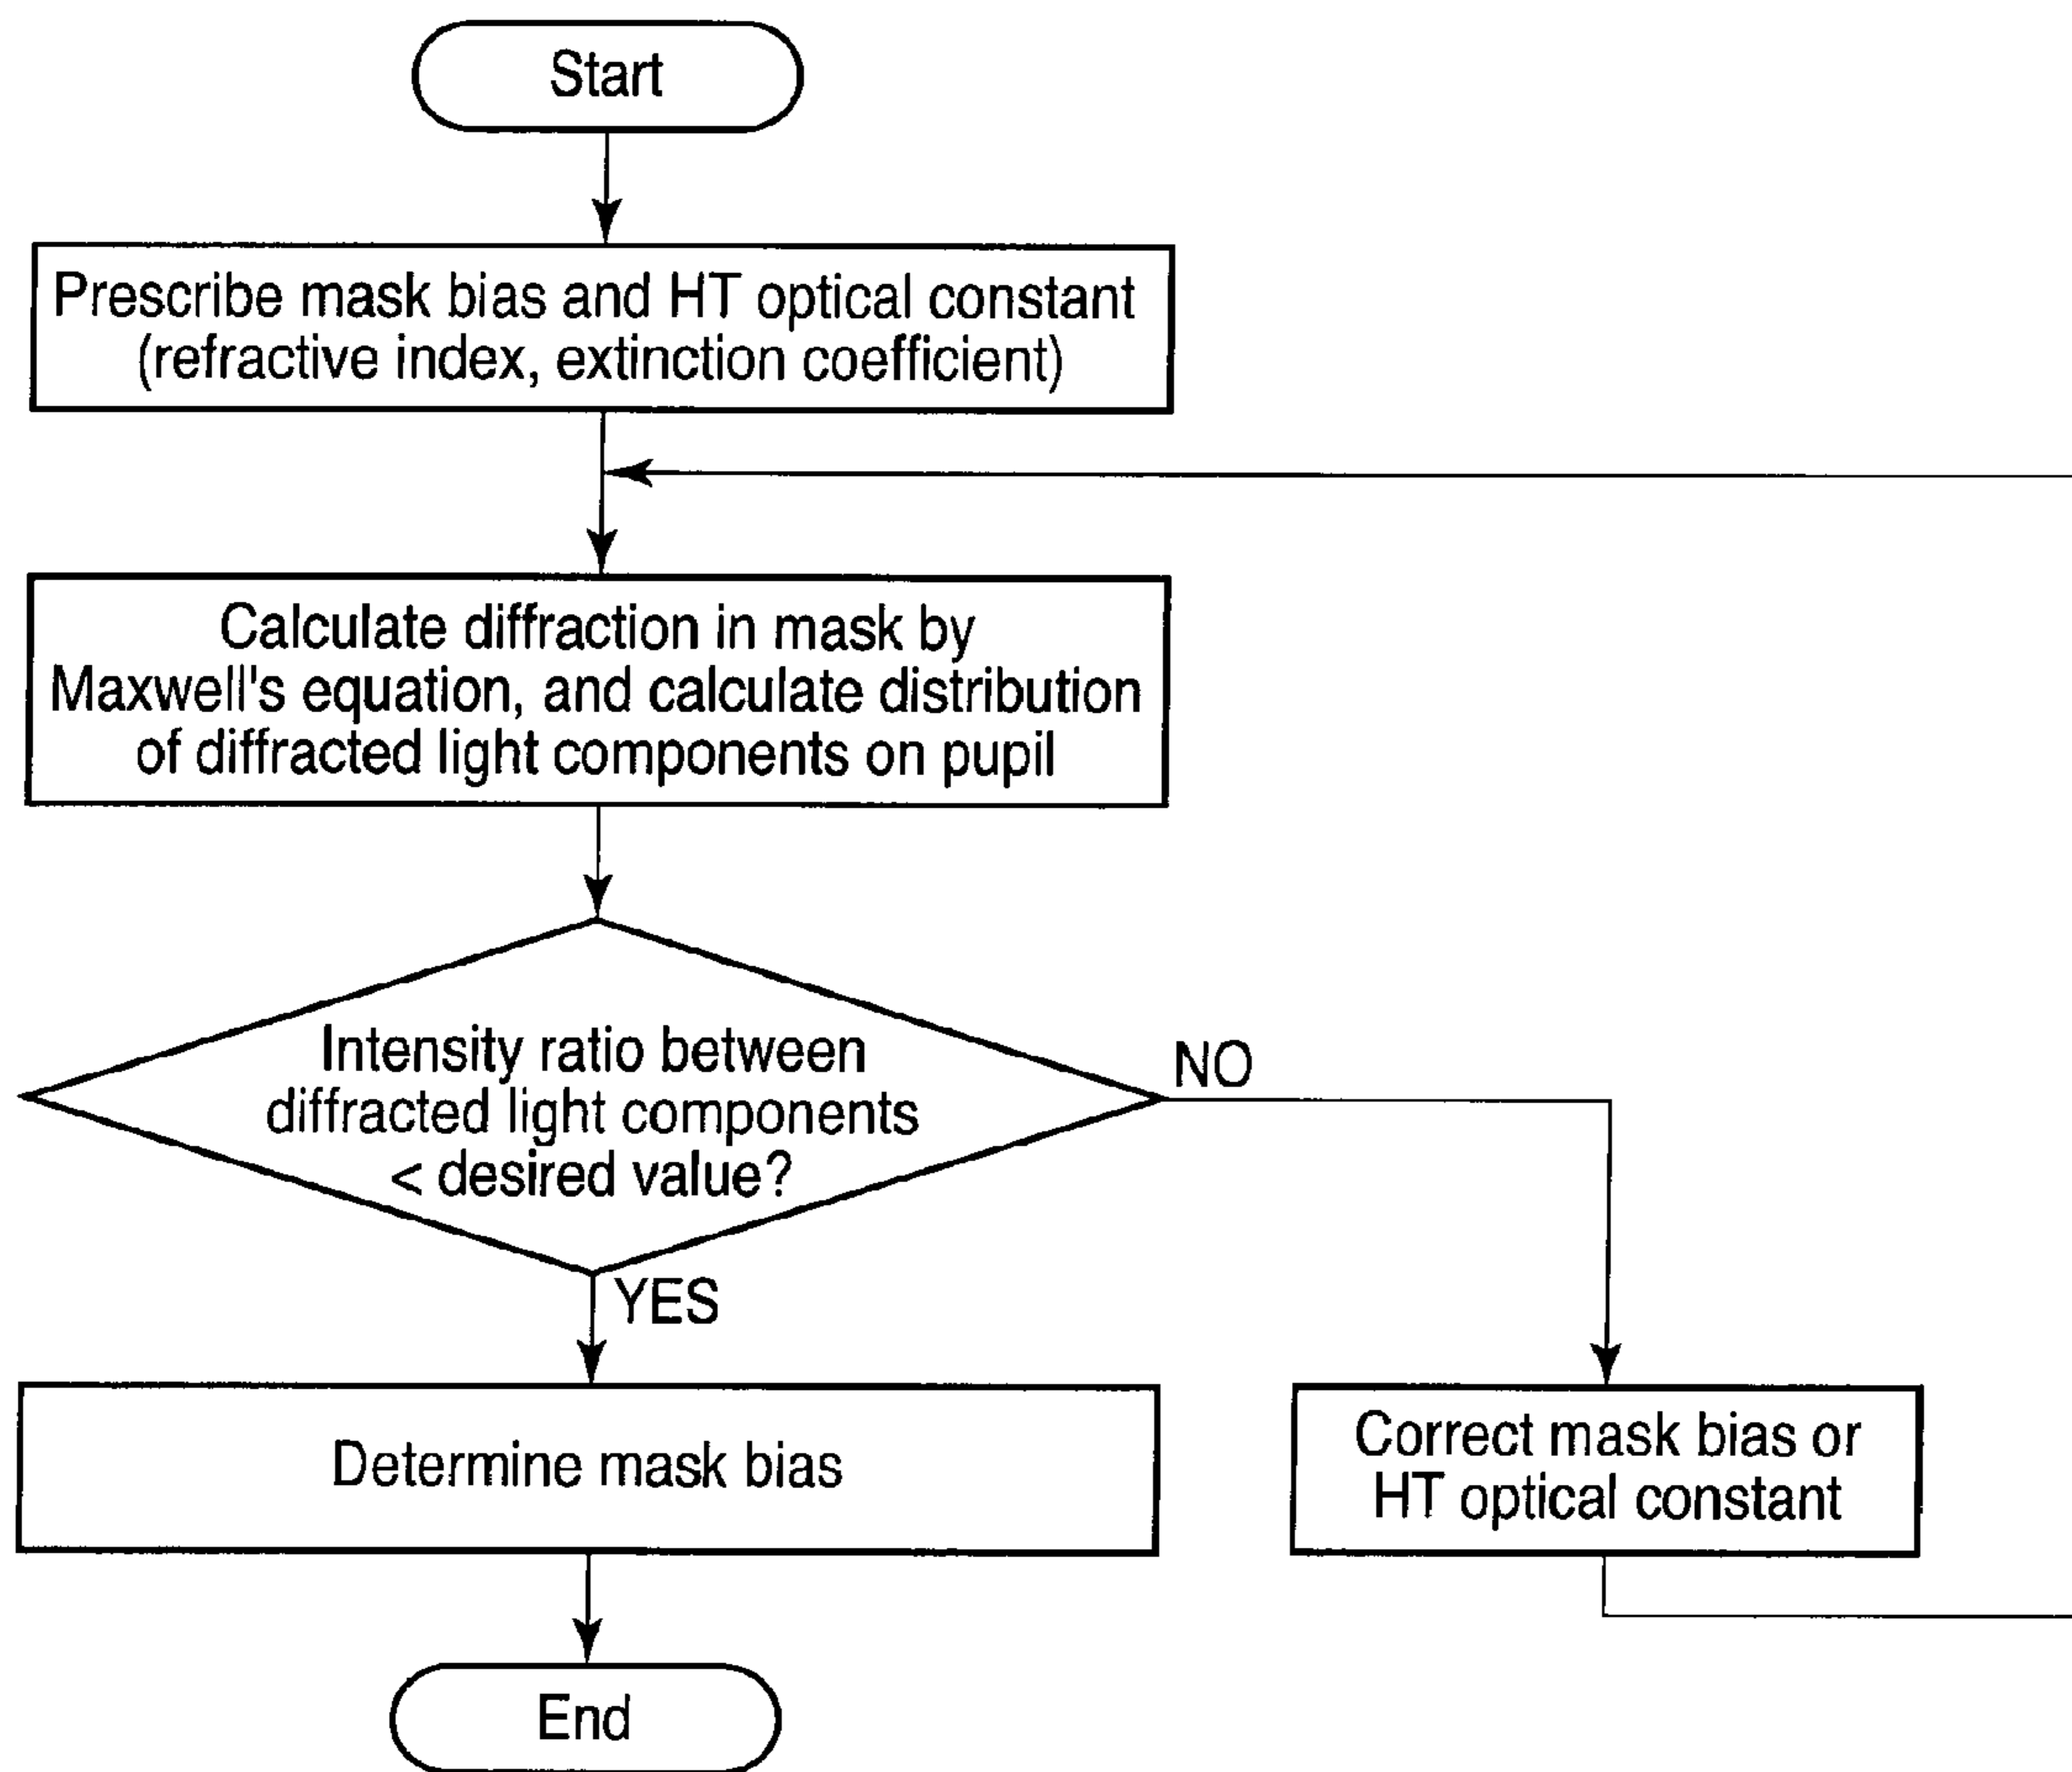 Start
Prescribe mask bias and HT optical constant
(refractive index, extinction coefficient)
Calculate diffraction in mask by
Maxwell's equation, and calculate distribution
of diffracted light components on pupil
Intensity ratio between
diffracted light components
< desired value?
NO
YES
Determine mask bias
Correct mask bias or
HT optical constant
End